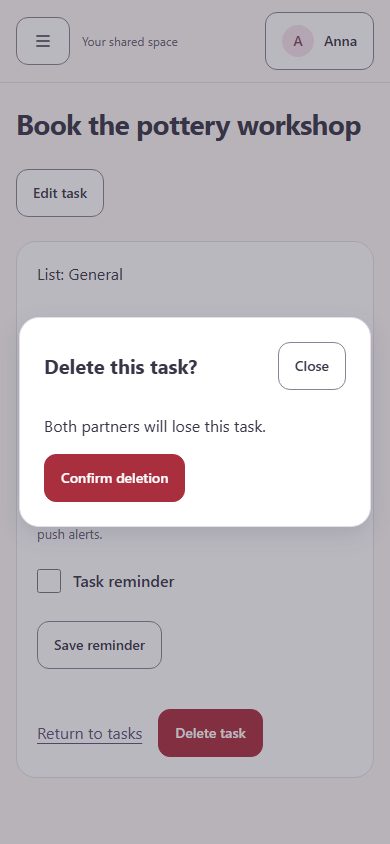 Your shared space
A
Anna
Book the pottery workshop
Edit task
List: General
Delete this task?
Close
Both partners will lose this task.
Confirm deletion
push alerts.
Task reminder
Save reminder
Return to tasks
Delete task